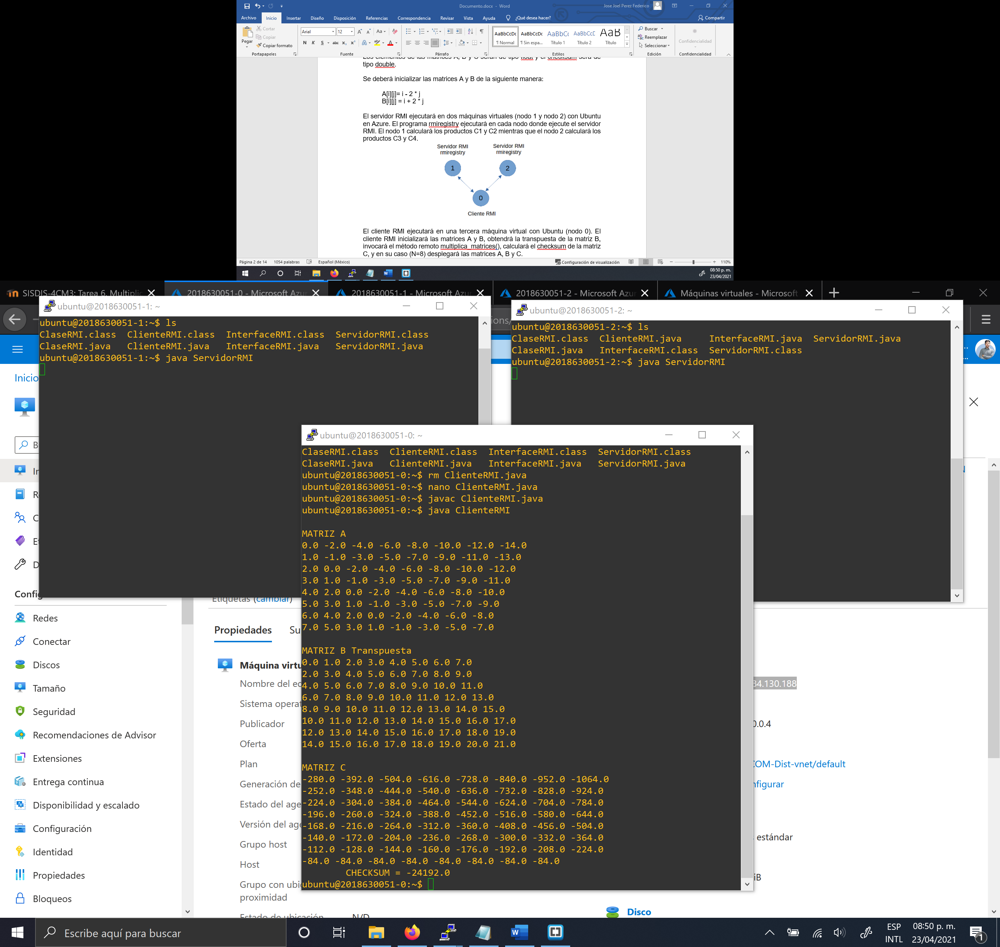 Documento.docx - Word
Jose Joel Perez Federico
Archivo Inicio Insertar Diseño Disposición Referencias Correspondencia Revisar Vista Ayuda ¿Qué desea hacer? Compartir
Pegar
Cortar
Copiar
Copiar formato
Portapapeles
Arial 12
N K S abc x₂ x²
Fuente
Párrafo
AaBbCcDc AaBbCcDc AaBbC AaBbCcE AaB
¶ Normal ¶ Sin espa... Título 1 Título 2 Título
Estilos
Buscar
Reemplazar
Seleccionar
Edición
Confidencialidad
Confidencialidad
Los elementos de las matrices A, B y C serán de tipo float y el checksum será de
tipo double.
Se deberá inicializar las matrices A y B de la siguiente manera:
A[i][j]= i - 2 * j
B[i][j] = i + 2 * j
El servidor RMI ejecutará en dos máquinas virtuales (nodo 1 y nodo 2) con Ubuntu
en Azure. El programa rmiregistry ejecutará en cada nodo donde ejecute el servidor
RMI. El nodo 1 calculará los productos C1 y C2 mientras que el nodo 2 calculará los
productos C3 y C4.
Servidor RMI Servidor RMI
rmiregistry rmiregistry
1 2
0
Cliente RMI
El cliente RMI ejecutará en una tercera máquina virtual con Ubuntu (nodo 0). El
cliente RMI inicializará las matrices A y B, obtendrá la transpuesta de la matriz B,
invocará el método remoto multiplica_matrices(), calculará el checksum de la matriz
C, y en su caso (N=8) desplegará las matrices A, B y C.
Página 2 de 14 1054 palabras Español (México) Configuración de visualización 110%
08:50 p. m.
23/04/2021
SISDIS-4CM3: Tarea 6. Multiplic 2018630051-0 - Microsoft Azu 2018630051-1 - Microsoft Azu 2018630051-2 - Microsoft Azu Máquinas virtuales - Microsoft
ubuntu@2018630051-1: ~
ubuntu@2018630051-1:~$ ls
ClaseRMI.class ClienteRMI.class InterfaceRMI.class ServidorRMI.class
ClaseRMI.java ClienteRMI.java InterfaceRMI.java ServidorRMI.java
ubuntu@2018630051-1:~$ java ServidorRMI
ions/
ubuntu@2018630051-2: ~
ubuntu@2018630051-2:~$ ls
ClaseRMI.class ClienteRMI.java InterfaceRMI.java ServidorRMI.java
ClaseRMI.java InterfaceRMI.class ServidorRMI.class
ubuntu@2018630051-2:~$ java ServidorRMI
Inicio
B
R
C
D
Config
Redes
Conectar
Discos
Tamaño
Seguridad
Recomendaciones de Advisor
Extensiones
Entrega continua
Disponibilidad y escalado
Configuración
Identidad
Propiedades
Bloqueos
Etiquetas (cambiar)
Propiedades Su
Máquina virtu
Nombre del eq
Sistema operat
Publicador
Oferta
Plan
Generación de
Estado del age
Versión del age
Grupo host
Host
Grupo con ubi
proximidad
Estado de ubicación N/D
ubuntu@2018630051-0: ~
ClaseRMI.class ClienteRMI.class InterfaceRMI.class ServidorRMI.class
ClaseRMI.java ClienteRMI.java InterfaceRMI.java ServidorRMI.java
ubuntu@2018630051-0:~$ rm ClienteRMI.java
ubuntu@2018630051-0:~$ nano ClienteRMI.java
ubuntu@2018630051-0:~$ javac ClienteRMI.java
ubuntu@2018630051-0:~$ java ClienteRMI
MATRIZ A
0.0 -2.0 -4.0 -6.0 -8.0 -10.0 -12.0 -14.0
1.0 -1.0 -3.0 -5.0 -7.0 -9.0 -11.0 -13.0
2.0 0.0 -2.0 -4.0 -6.0 -8.0 -10.0 -12.0
3.0 1.0 -1.0 -3.0 -5.0 -7.0 -9.0 -11.0
4.0 2.0 0.0 -2.0 -4.0 -6.0 -8.0 -10.0
5.0 3.0 1.0 -1.0 -3.0 -5.0 -7.0 -9.0
6.0 4.0 2.0 0.0 -2.0 -4.0 -6.0 -8.0
7.0 5.0 3.0 1.0 -1.0 -3.0 -5.0 -7.0
MATRIZ B Transpuesta
0.0 1.0 2.0 3.0 4.0 5.0 6.0 7.0
2.0 3.0 4.0 5.0 6.0 7.0 8.0 9.0
4.0 5.0 6.0 7.0 8.0 9.0 10.0 11.0
6.0 7.0 8.0 9.0 10.0 11.0 12.0 13.0
8.0 9.0 10.0 11.0 12.0 13.0 14.0 15.0
10.0 11.0 12.0 13.0 14.0 15.0 16.0 17.0
12.0 13.0 14.0 15.0 16.0 17.0 18.0 19.0
14.0 15.0 16.0 17.0 18.0 19.0 20.0 21.0
MATRIZ C
-280.0 -392.0 -504.0 -616.0 -728.0 -840.0 -952.0 -1064.0
-252.0 -348.0 -444.0 -540.0 -636.0 -732.0 -828.0 -924.0
-224.0 -304.0 -384.0 -464.0 -544.0 -624.0 -704.0 -784.0
-196.0 -260.0 -324.0 -388.0 -452.0 -516.0 -580.0 -644.0
-168.0 -216.0 -264.0 -312.0 -360.0 -408.0 -456.0 -504.0
-140.0 -172.0 -204.0 -236.0 -268.0 -300.0 -332.0 -364.0
-112.0 -128.0 -144.0 -160.0 -176.0 -192.0 -208.0 -224.0
-84.0 -84.0 -84.0 -84.0 -84.0 -84.0 -84.0 -84.0
CHECKSUM = -24192.0
ubuntu@2018630051-0:~$
34.130.188
0.0.4
COM-Dist-vnet/default
nfigurar
estándar
iB
Disco
Escribe aquí para buscar
ESP
INTL
08:50 p. m.
23/04/2021
1